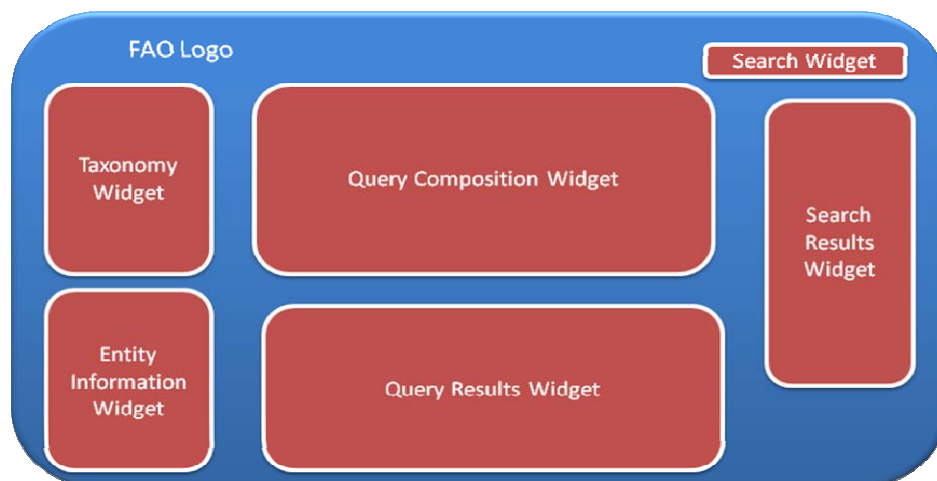 FAO Logo
Search Widget
Taxonomy
Widget
Query Composition Widget
Search
Results
Widget
Entity
Information
Widget
Query Results Widget